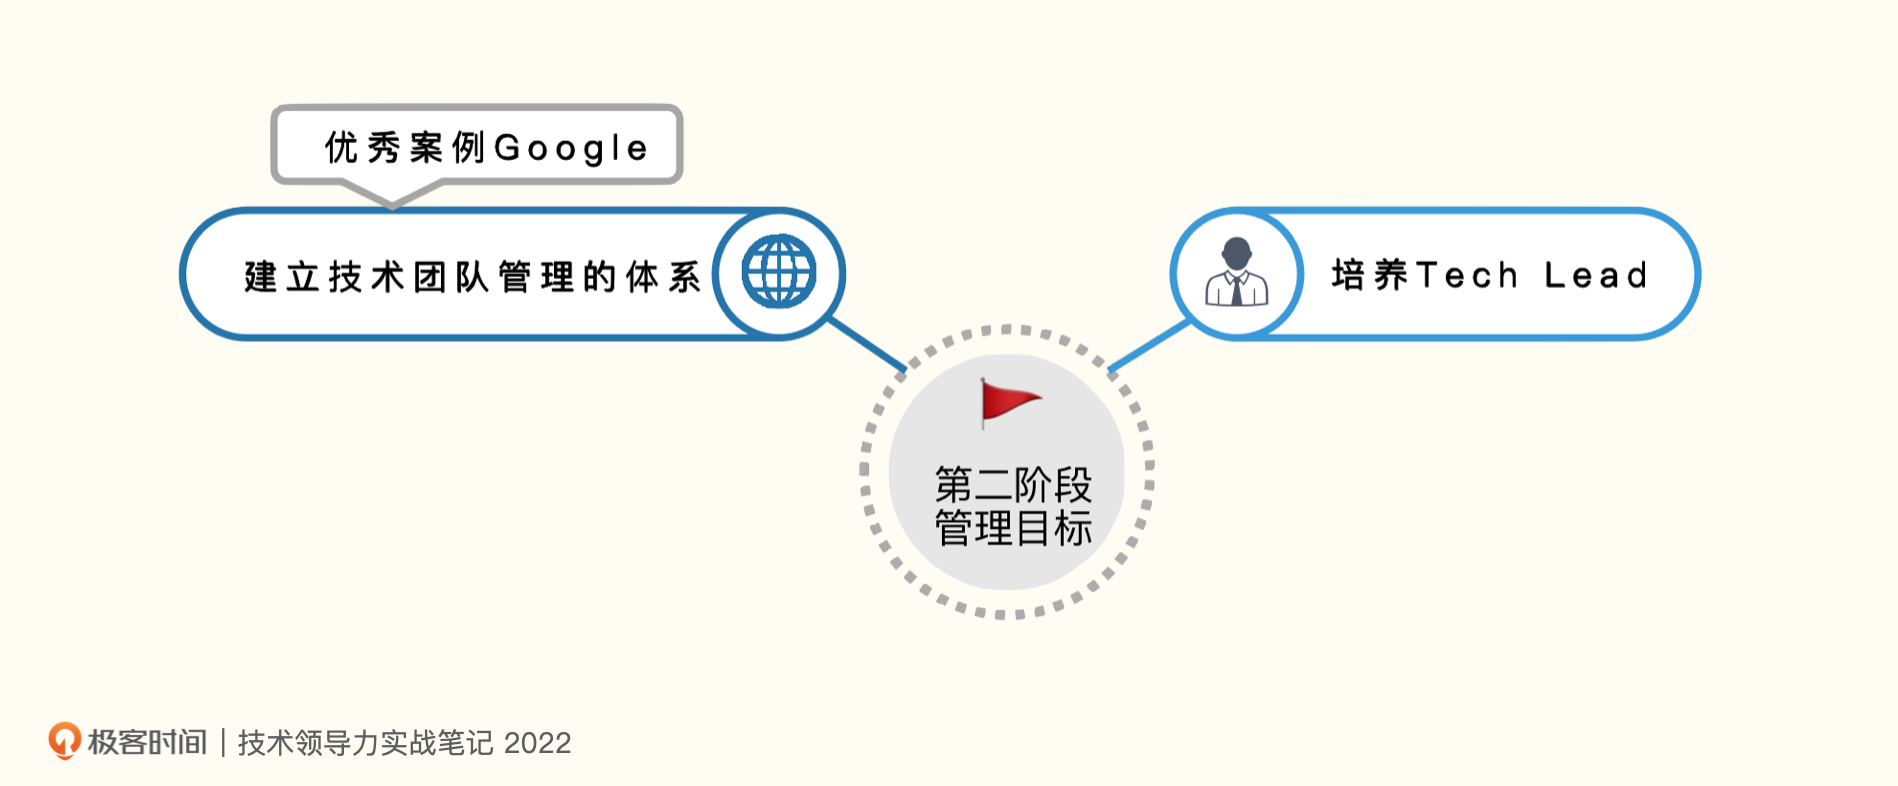 优秀案例Google
建立技术团队管理的体系
培养Tech Lead
第二阶段
管理目标
极客时间 | 技术领导力实战笔记 2022